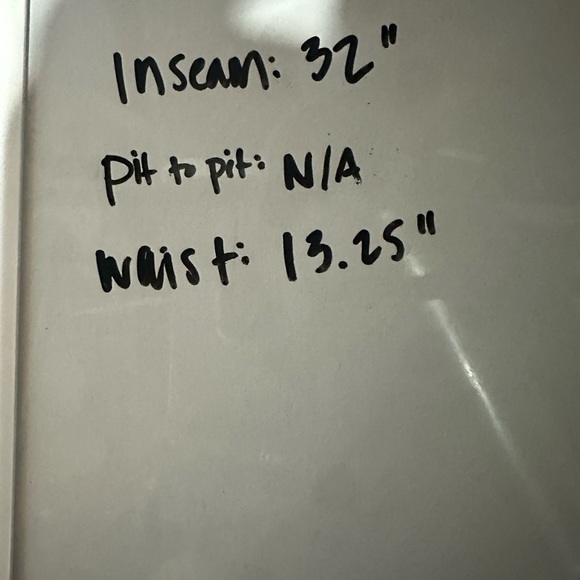 Inseam: 32"
Pit to pit: N/A
waist: 13.25"